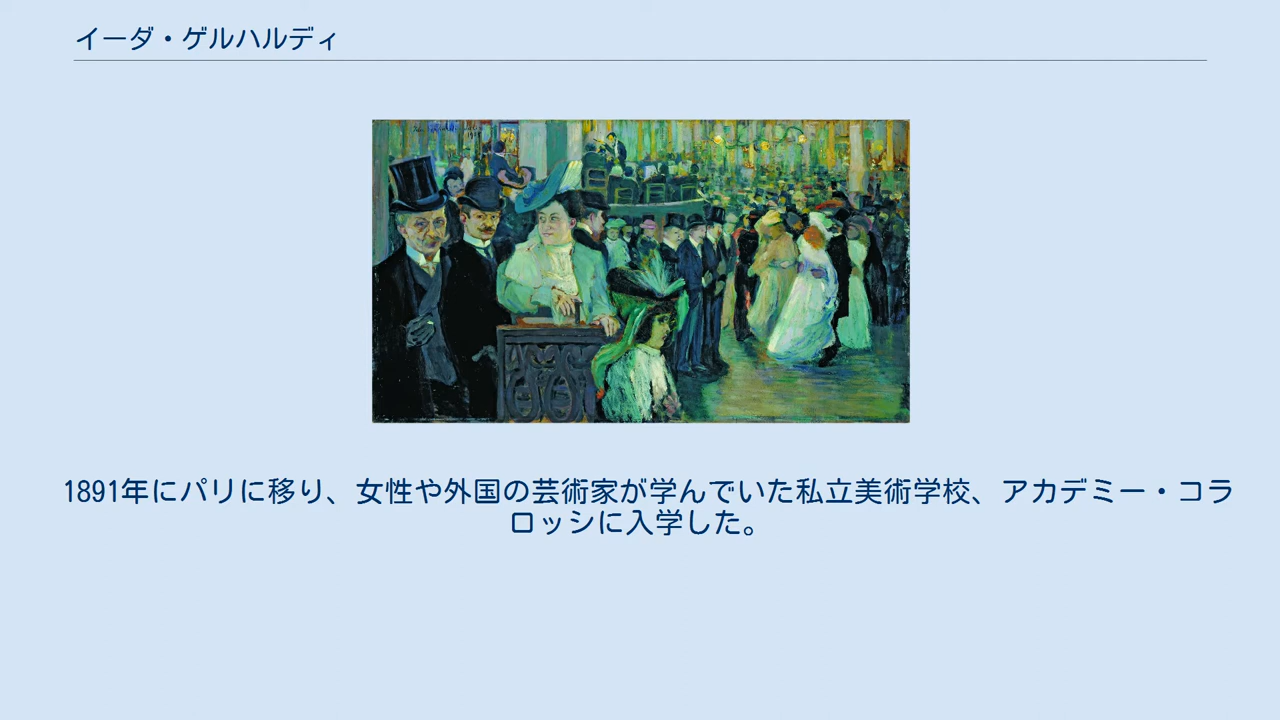 イーダ・ゲルハルディ
1891年にパリに移り、女性や外国の芸術家が学んでいた私立美術学校、アカデミー・コラ
ロッシに入学した。